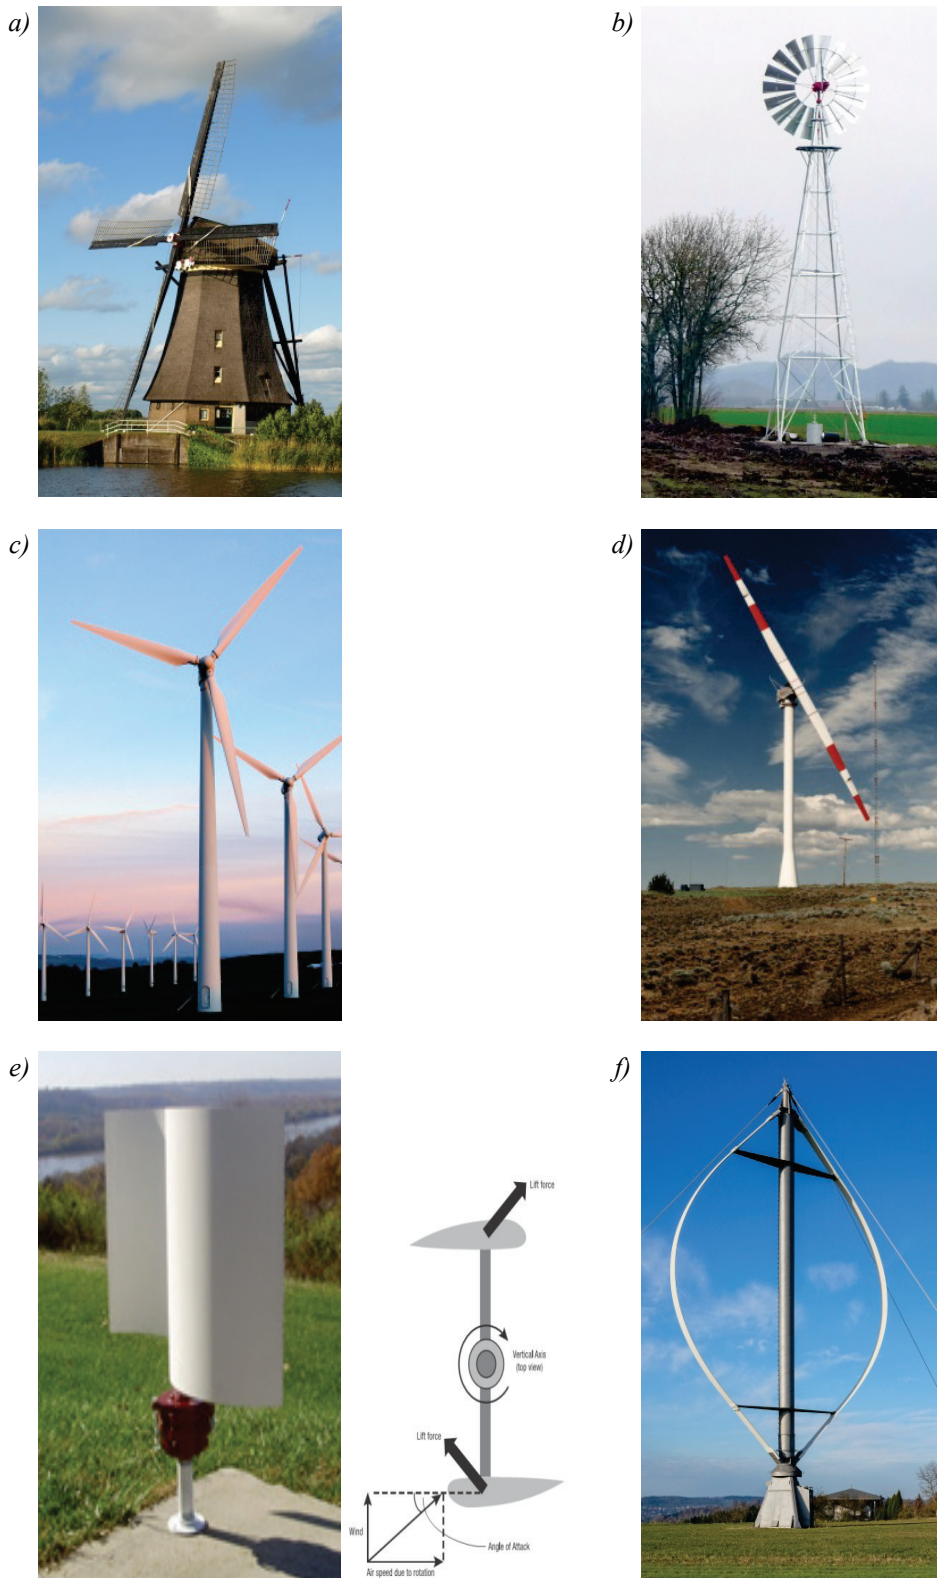 a)
b)
c)
d)
e)
f)
Lift force
Vertical Axis
(top view)
Lift force
Wind
Angle of Attack
Air speed due to rotation